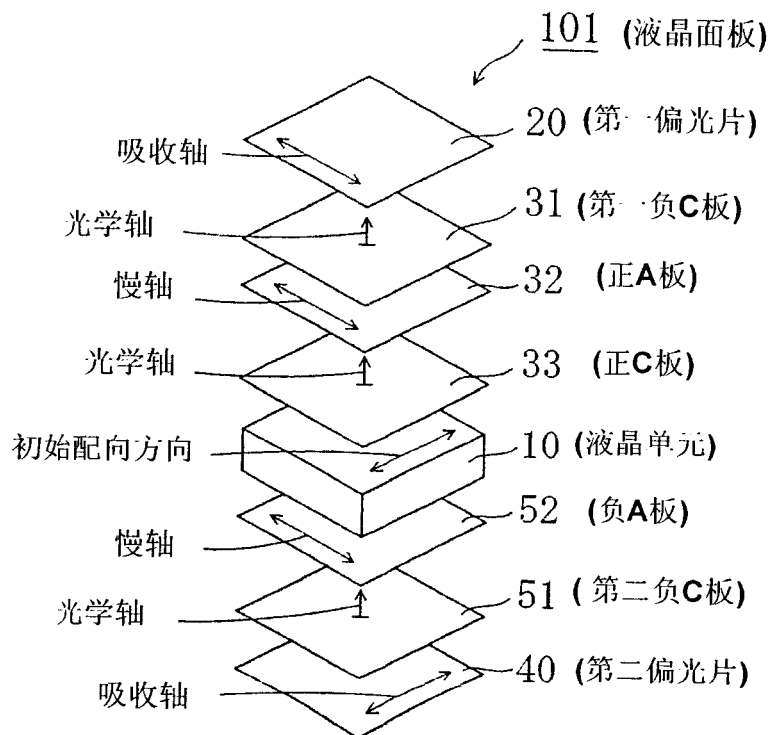 101 (液晶面板)
20 (第一偏光片)
吸收轴
31 (第一负C板)
光学轴
32 (正A板)
慢轴
33 (正C板)
光学轴
初始配向方向
10 (液晶单元)
52 (负A板)
慢轴
51 (第二负C板)
光学轴
40 (第二偏光片)
吸收轴